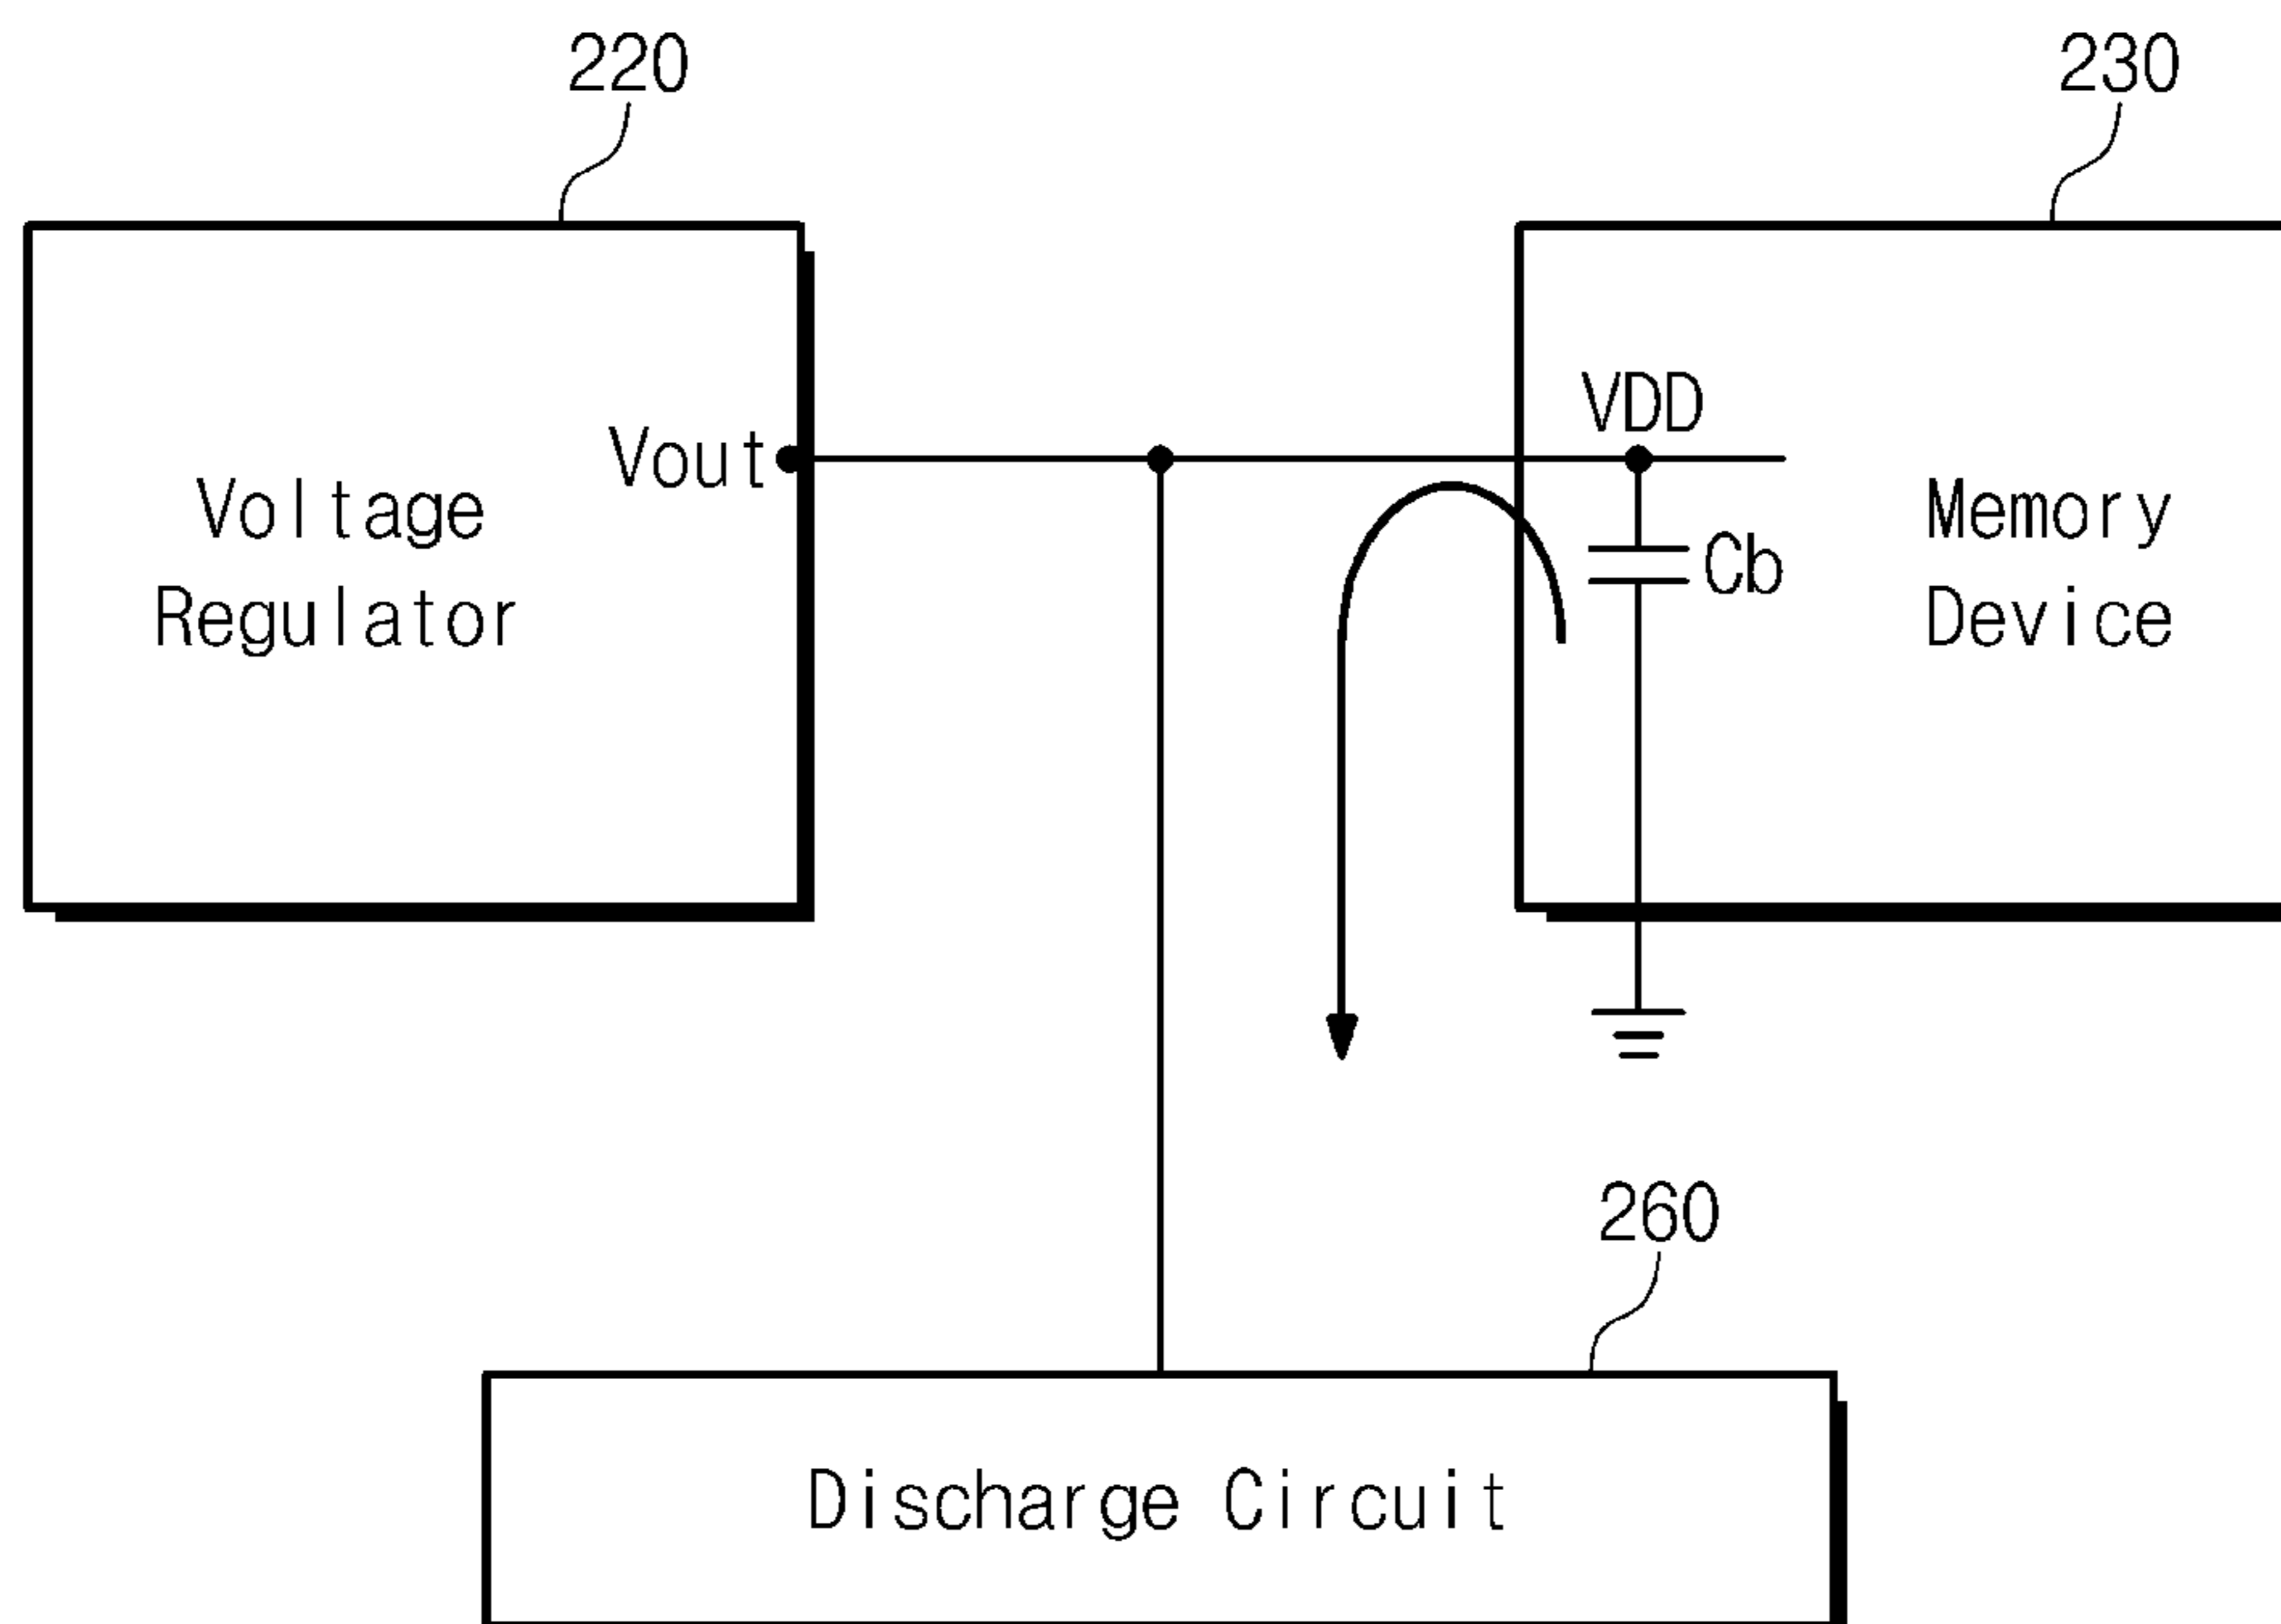 220
230
VDD
Vout
Voltage
Regulator
Cb
Memory
Device
260
Discharge Circuit